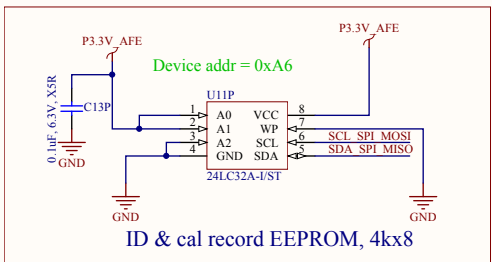 P3.3V_AFE
P3.3V_AFE
Device addr = 0xA6
0.1uF, 6.3V, X5R
C13P
GND
U11P
1 A0 VCC 8
2 A1 WP 7
3 A2 SCL 6 SCL_SPI_MOSI
4 GND SDA 5 SDA_SPI_MISO
24LC32A-I/ST
GND
GND
ID & cal record EEPROM, 4kx8